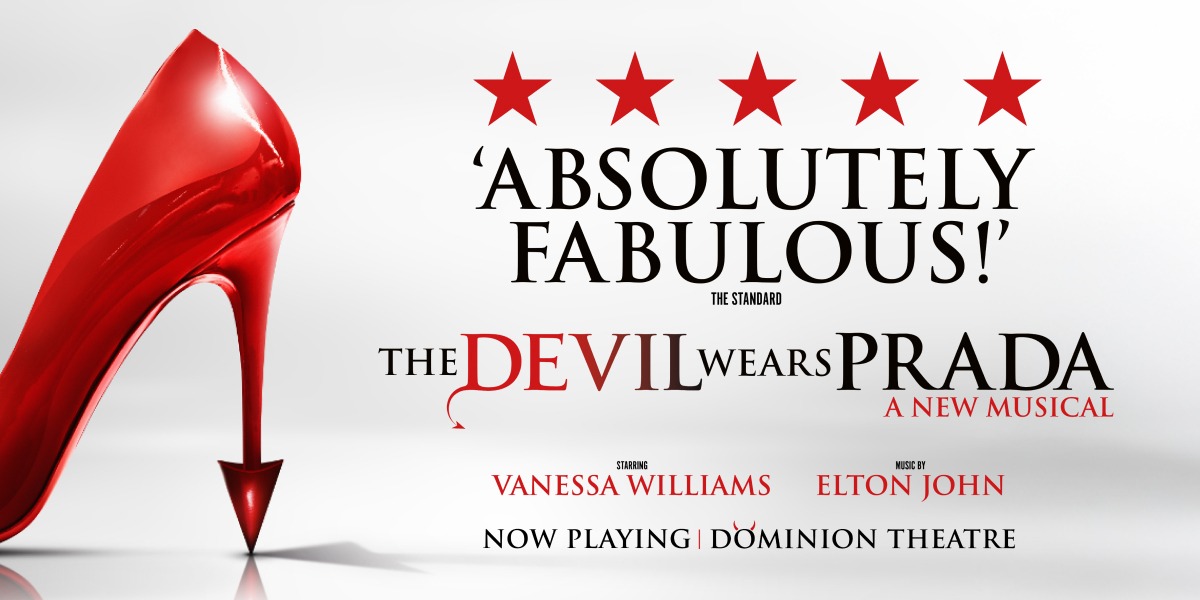 ‘ABSOLUTELY
FABULOUS!’
THE STANDARD
THE DEVIL WEARS PRADA
A NEW MUSICAL
STARRING
VANESSA WILLIAMS
MUSIC BY
ELTON JOHN
NOW PLAYING | DOMINION THEATRE